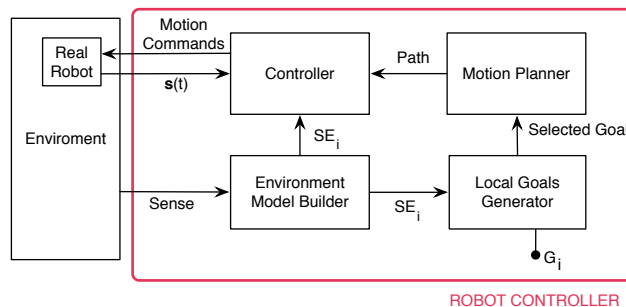 Motion
Commands
Real
Robot
s(t)
Controller
Path
Motion Planner
Enviroment
SEi
Selected Goal
Sense
Environment
Model Builder
SEi
Local Goals
Generator
Gi
ROBOT CONTROLLER